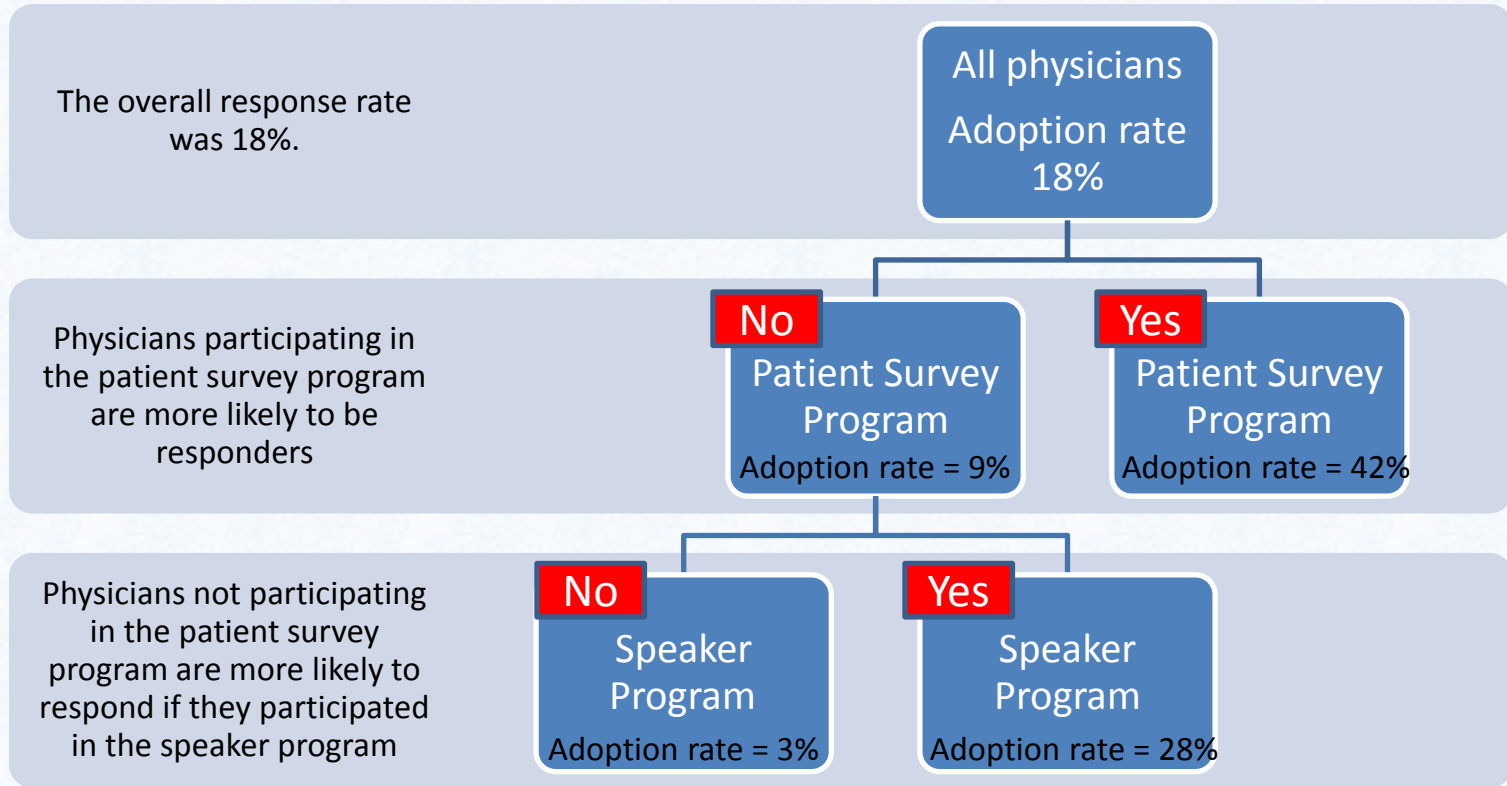 The overall response rate
was 18%.
All physicians
Adoption rate
18%
Physicians participating in
the patient survey program
are more likely to be
responders
No
Patient Survey
Program
Adoption rate = 9%
Yes
Patient Survey
Program
Adoption rate = 42%
Physicians not participating
in the patient survey
program are more likely to
respond if they participated
in the speaker program
No
Speaker
Program
Adoption rate = 3%
Yes
Speaker
Program
Adoption rate = 28%